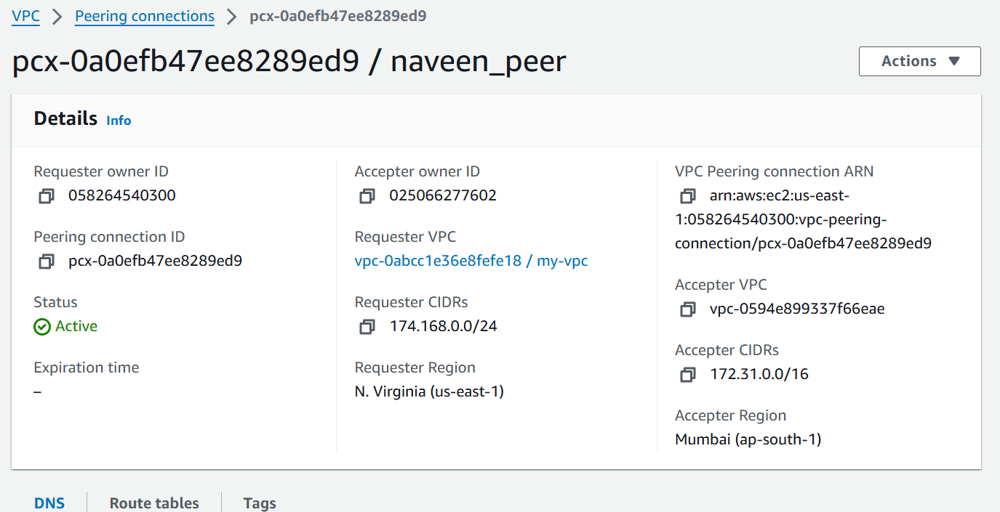 VPC > Peering connections > pcx-0a0efb47ee8289ed9
pcx-0a0efb47ee8289ed9 / naveen_peer
Actions ▼
Details Info
Requester owner ID
058264540300
Peering connection ID
pcx-0a0efb47ee8289ed9
Status
Active
Expiration time
–
Accepter owner ID
025066277602
Requester VPC
vpc-0abcc1e36e8fefe18 / my-vpc
Requester CIDRs
174.168.0.0/24
Requester Region
N. Virginia (us-east-1)
VPC Peering connection ARN
arn:aws:ec2:us-east-
1:058264540300:vpc-peering-
connection/pcx-0a0efb47ee8289ed9
Accepter VPC
vpc-0594e899337f66eae
Accepter CIDRs
172.31.0.0/16
Accepter Region
Mumbai (ap-south-1)
DNS | Route tables | Tags